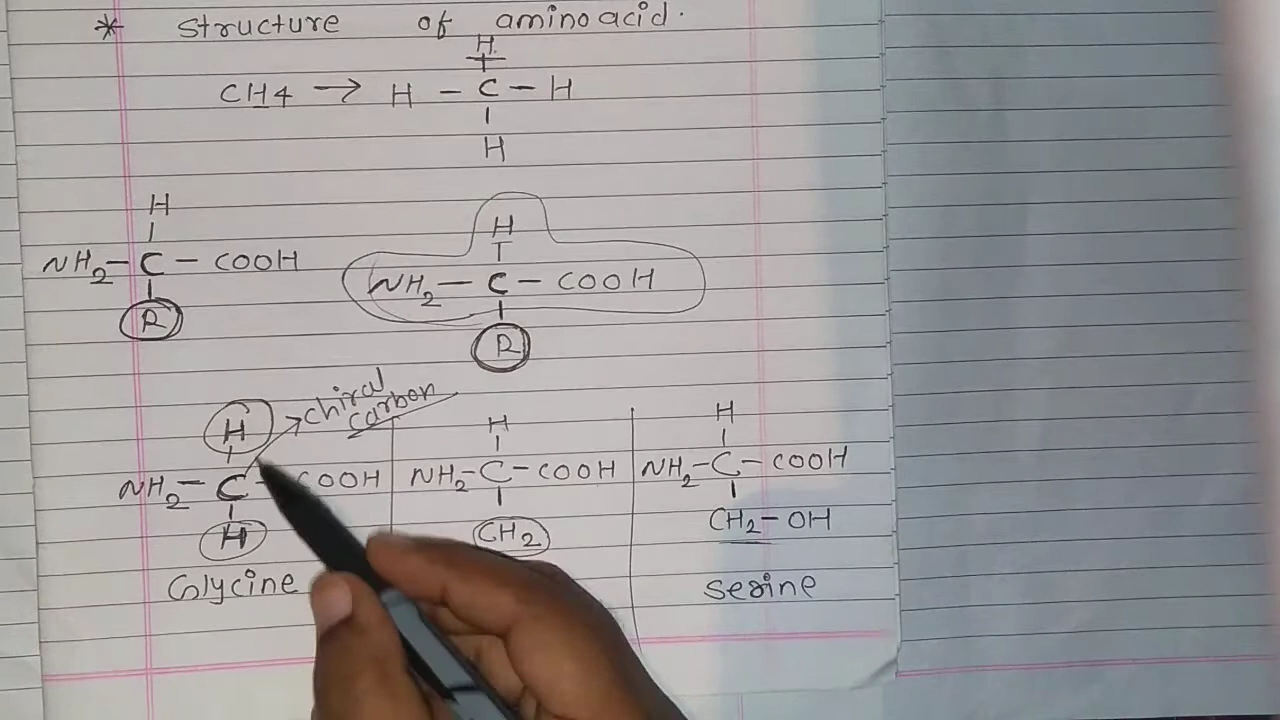 * structure of amino acid.
H
CH4 → H - C - H
H
H
NH2 - C - COOH
R
H
NH2 - C - COOH
R
chiral carbon
H
NH2 - C - COOH
H
Glycine
H
NH2 - C - COOH
CH2
H
NH2 - C - COOH
CH2 - OH
Serine